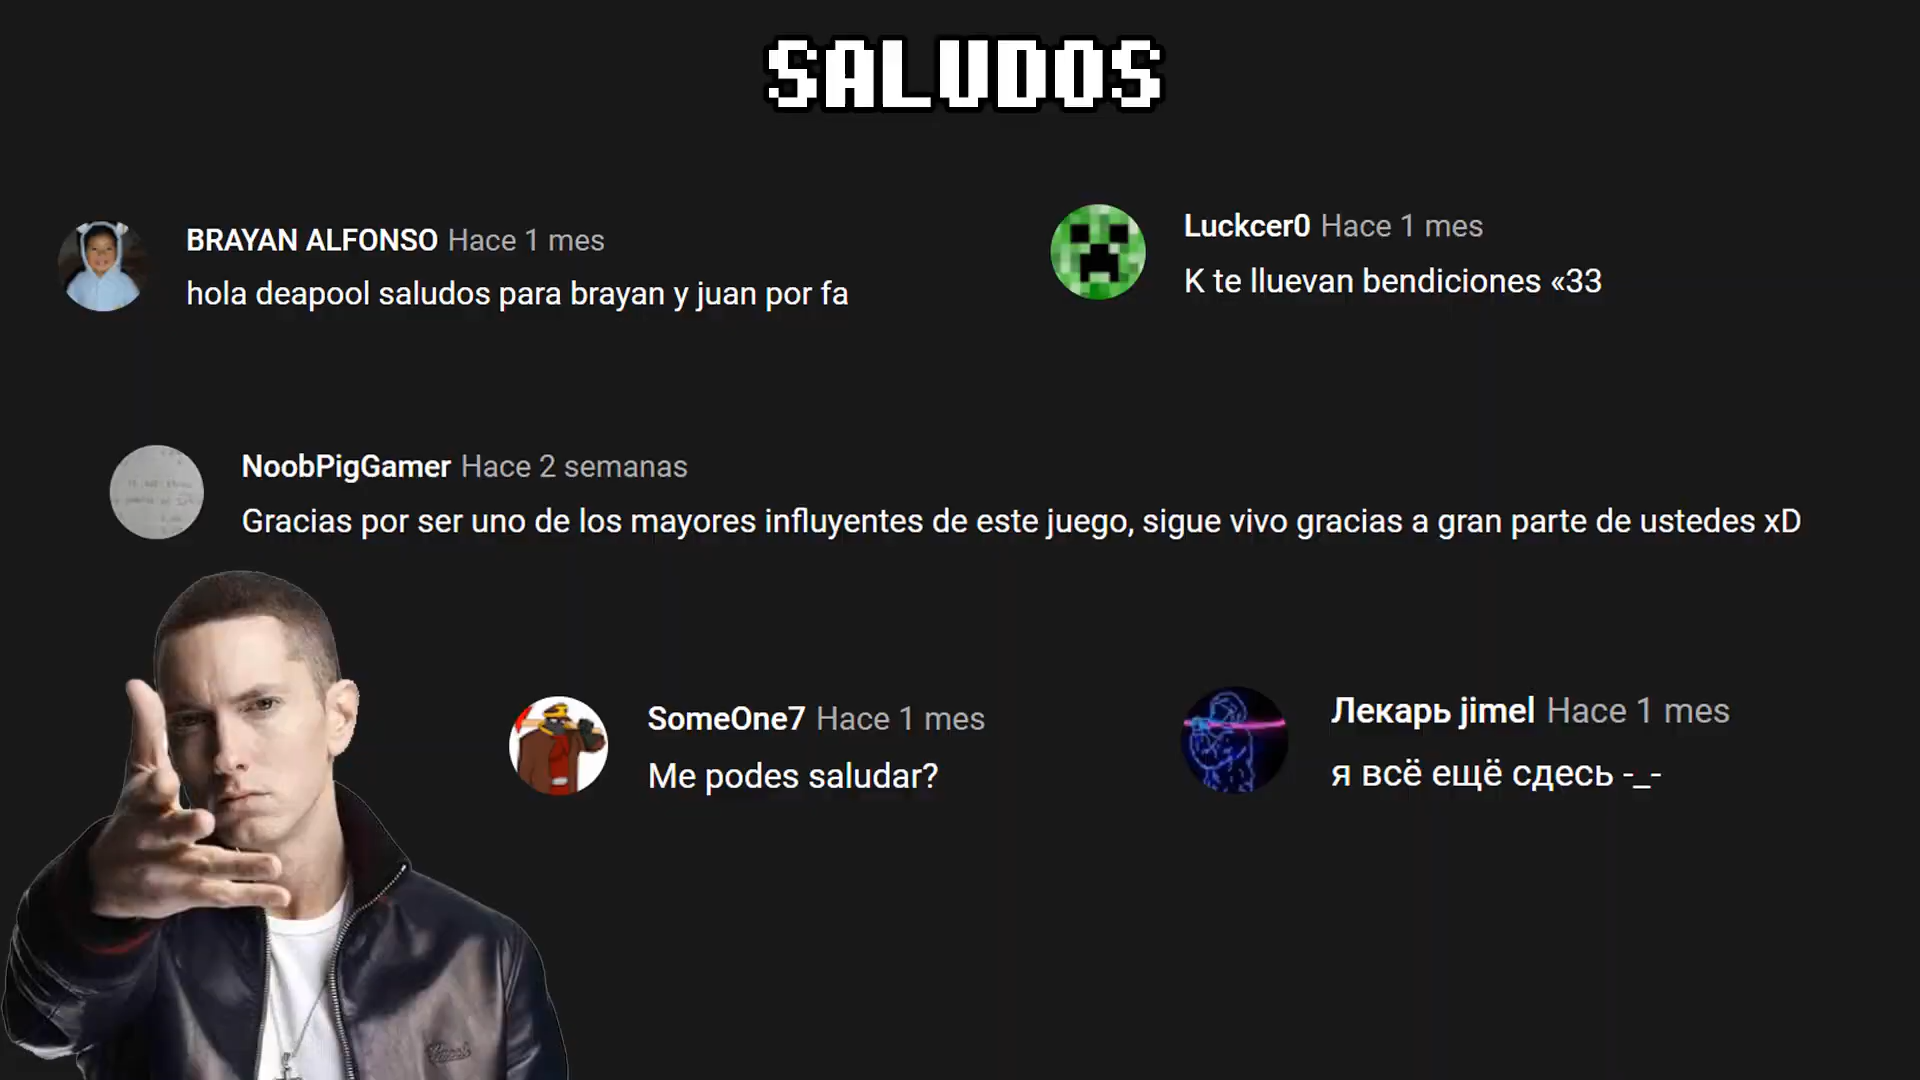 SALUDOS
BRAYAN ALFONSO Hace 1 mes
hola deapool saludos para brayan y juan por fa
Luckcer0 Hace 1 mes
K te lluevan bendiciones «33
NoobPigGamer Hace 2 semanas
Gracias por ser uno de los mayores influyentes de este juego, sigue vivo gracias a gran parte de ustedes xD
SomeOne7 Hace 1 mes
Me podes saludar?
Лекарь jimel Hace 1 mes
я всё ещё сдесь -_-